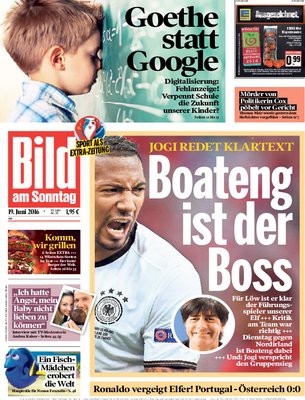 Goethe
statt
Google
Digitalisierung:
Fehlanzeige!
Verpennt Schule
die Zukunft
unserer Kinder?
Ausgezeichnet
0.99
Mörder von
Politikerin Cox
pöbelt vor Gericht
SPORT ALS
EXTRA-ZEITUNG
Bild
am Sonntag
19. Juni 2016
1,95 €
JOGI REDET KLARTEXT
Boateng
ist der
Boss
Für Löw ist er klar
der Führungs-
spieler unserer
Elf+++ Kritik
am Team war
richtig +++
Dienstag gegen
Nordirland
ist Boateng dabei
+++ Und: Jogi verspricht
den Gruppensieg
Komm,
wir grillen
„Ich hatte
Angst, mein
Baby nicht
lieben zu
können“
Ein Fisch-
Mädchen
erobert
die Welt
Ronaldo vergeigt Elfer! Portugal - Österreich 0:0